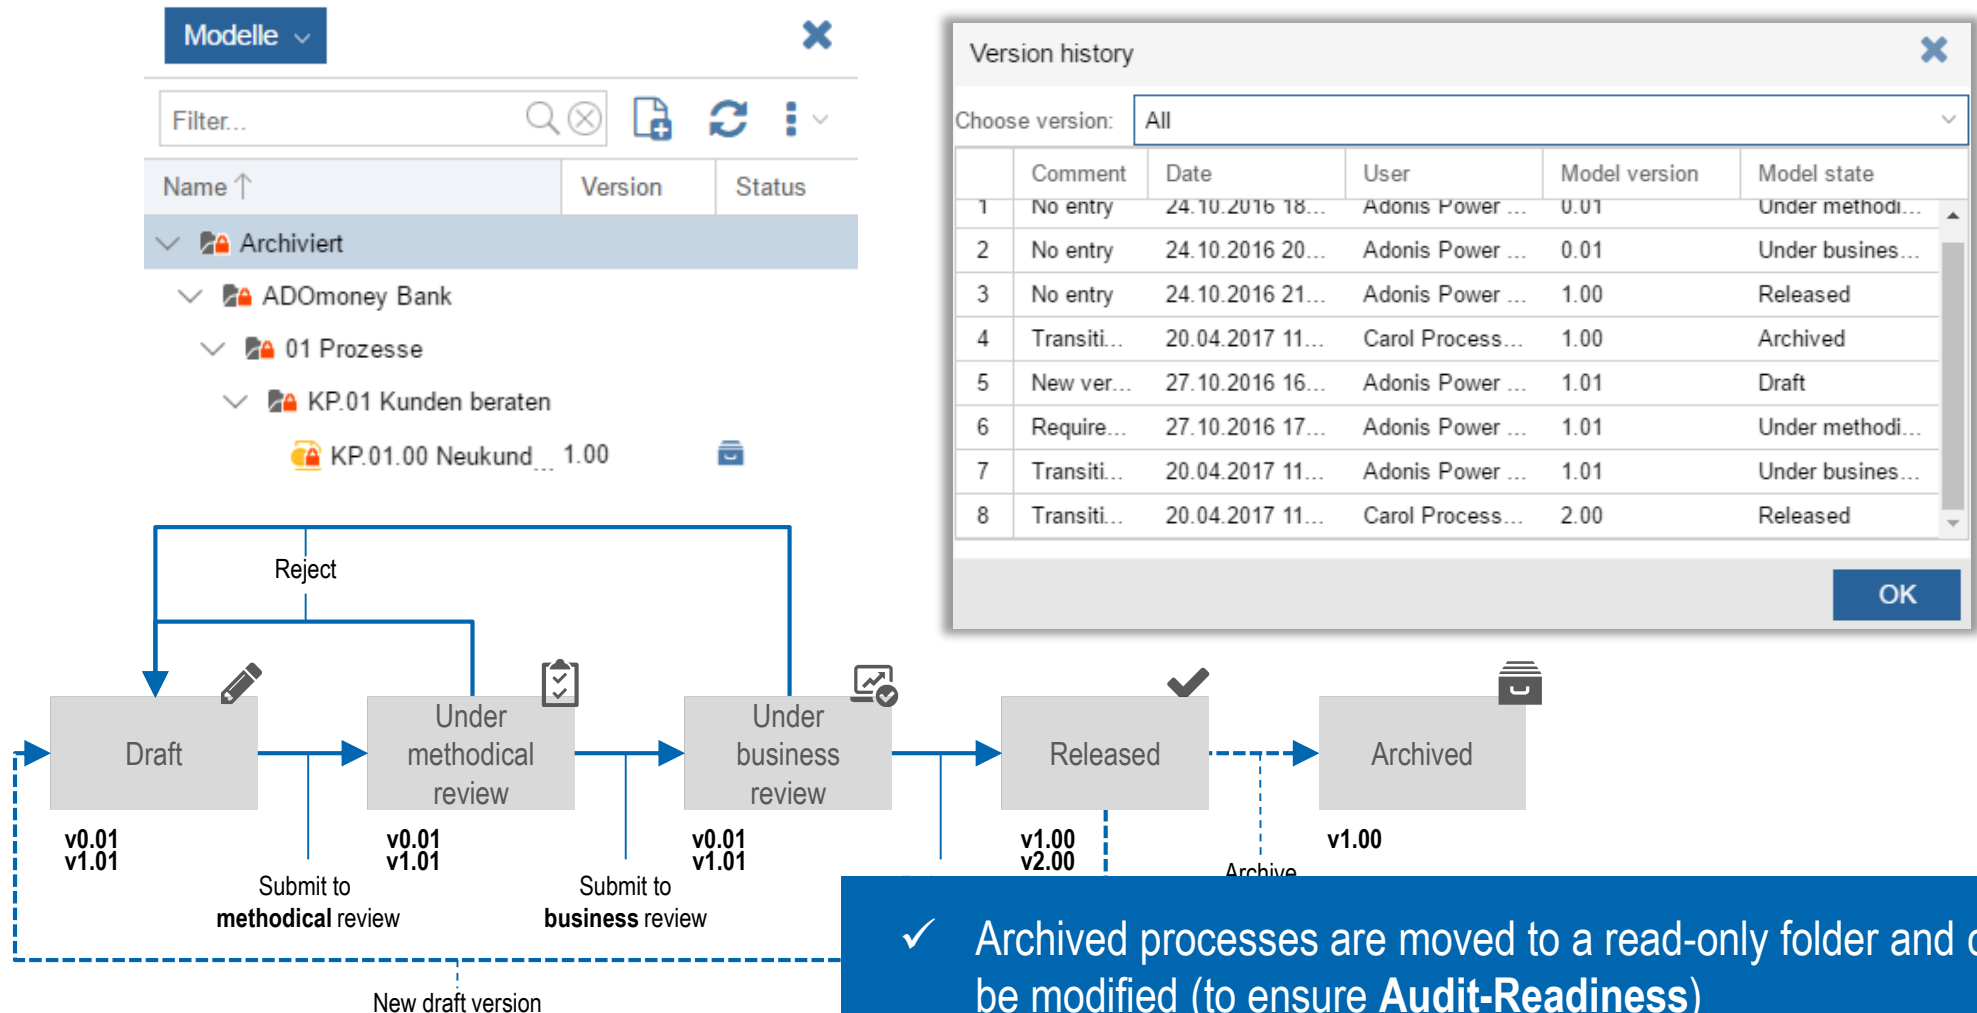 Modelle
Filter...
Name ↑ Version Status
Archiviert
ADOmoney Bank
01 Prozesse
KP.01 Kunden beraten
KP.01.00 Neukund... 1.00
Version history
Choose version: All
Comment Date User Model version Model state
1 No entry 24.10.2016 18... Adonis Power ... 0.01 Under methodi...
2 No entry 24.10.2016 20... Adonis Power ... 0.01 Under busines...
3 No entry 24.10.2016 21... Adonis Power ... 1.00 Released
4 Transiti... 20.04.2017 11... Carol Process... 1.00 Archived
5 New ver... 27.10.2016 16... Adonis Power ... 1.01 Draft
6 Require... 27.10.2016 17... Adonis Power ... 1.01 Under methodi...
7 Transiti... 20.04.2017 11... Adonis Power ... 1.01 Under busines...
8 Transiti... 20.04.2017 11... Carol Process... 2.00 Released
OK
Reject
Draft
Under
methodical
review
Under
business
review
Released
Archived
v0.01
v1.01
v0.01
v1.01
v0.01
v1.01
v1.00
v2.00
v1.00
Submit to
methodical review
Submit to
business review
Archive
New draft version
✓ Archived processes are moved to a read-only folder and
be modified (to ensure Audit-Readiness)